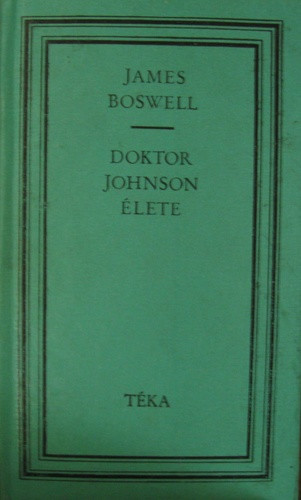 JAMES
BOSWELL
DOKTOR
JOHNSON
ÉLETE
TÉKA